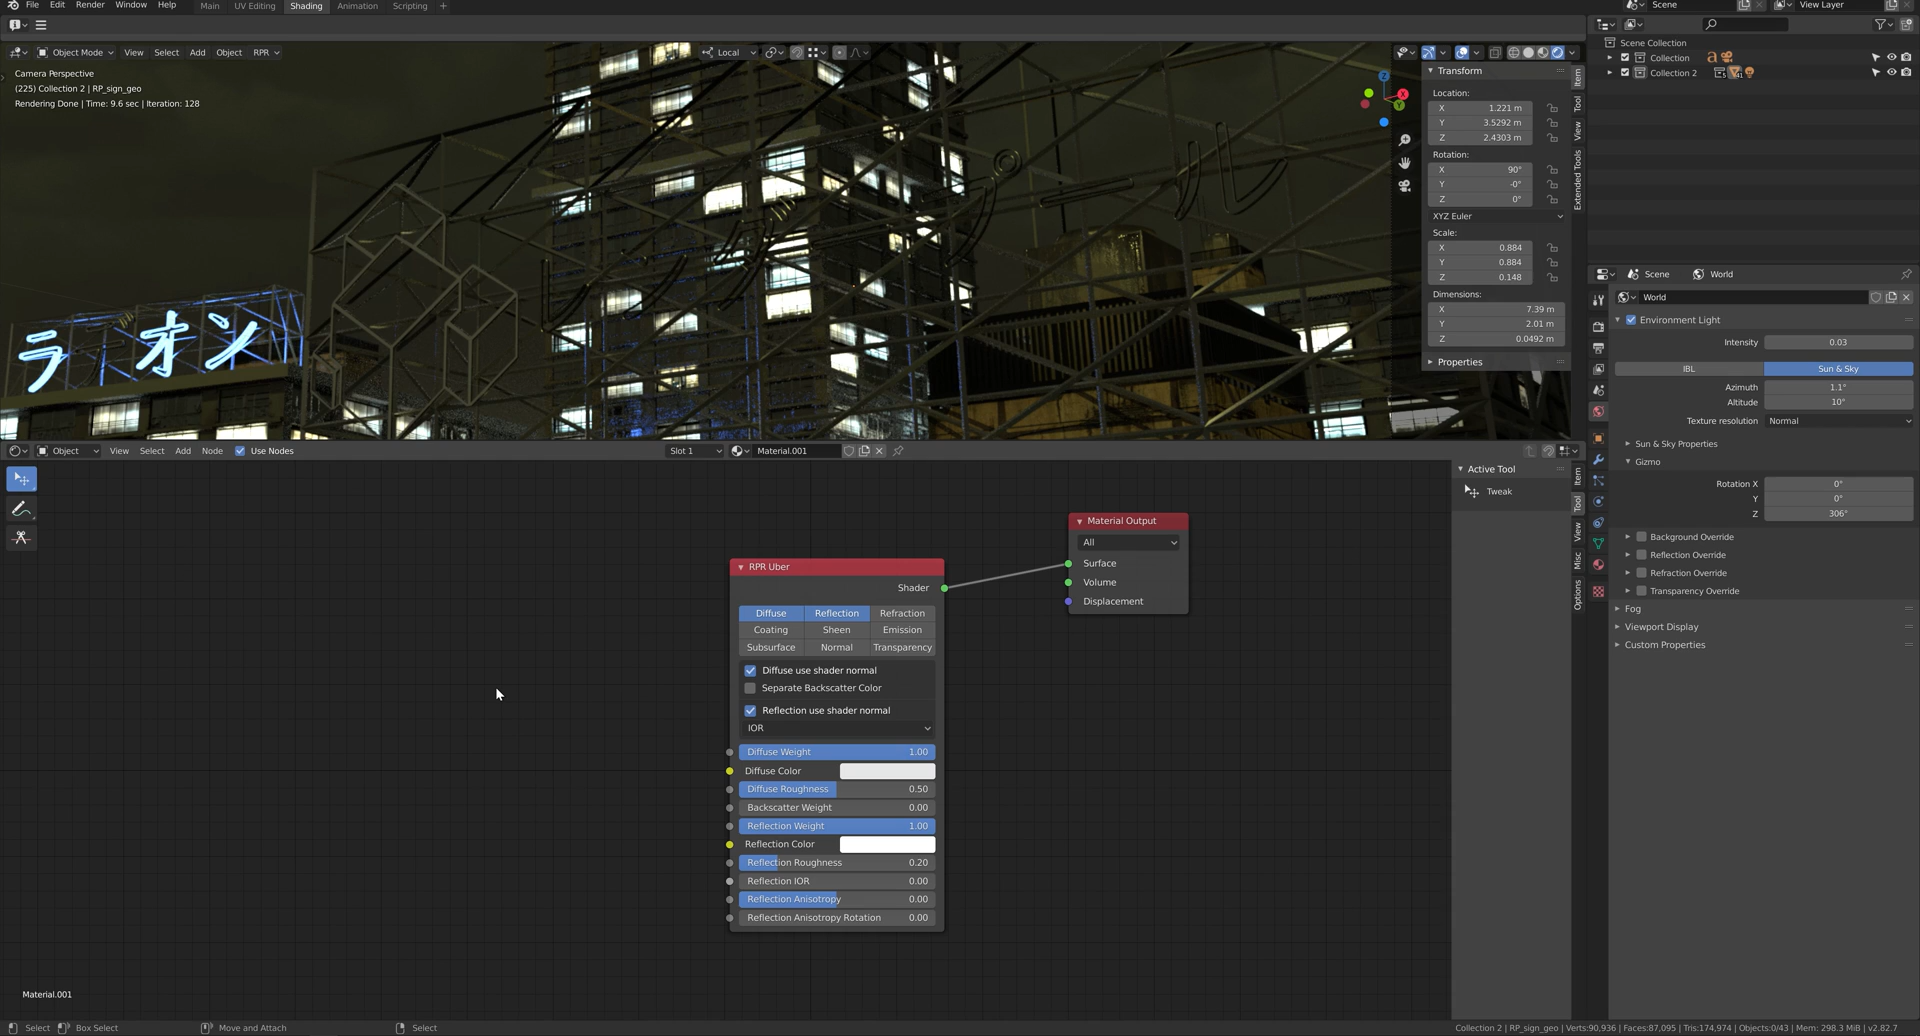 File Edit Render Window Help Main UV Editing Shading Animation Scripting + Scene View Layer
Object Mode View Select Add Object RPR Local
Camera Perspective
(225) Collection 2 | RP_sign_geo
Rendering Done | Time: 9.6 sec | Iteration: 128
ラ オン
Z
X
Y
Transform
Location:
X 1.221 m
Y 3.5292 m
Z 2.4303 m
Rotation:
X 90°
Y -0°
Z 0°
XYZ Euler
Scale:
X 0.884
Y 0.884
Z 0.148
Dimensions:
X 7.39 m
Y 2.01 m
Z 0.0492 m
Properties
Item
Tool
View
Extended Tools
Scene Collection
Collection
Collection 2
Scene World
World
Environment Light
Intensity 0.03
IBL Sun & Sky
Azimuth 1.1°
Altitude 10°
Texture resolution Normal
Sun & Sky Properties
Gizmo
Rotation X 0°
Y 0°
Z 306°
Background Override
Reflection Override
Refraction Override
Transparency Override
Fog
Viewport Display
Custom Properties
Object View Select Add Node Use Nodes Slot 1 Material.001
Active Tool
Tweak
Item
Tool
View
Misc
Options
Material Output
All
Surface
Volume
Displacement
RPR Uber
Shader
Diffuse Reflection Refraction
Coating Sheen Emission
Subsurface Normal Transparency
Diffuse use shader normal
Separate Backscatter Color
Reflection use shader normal
IOR
Diffuse Weight 1.00
Diffuse Color
Diffuse Roughness 0.50
Backscatter Weight 0.00
Reflection Weight 1.00
Reflection Color
Reflection Roughness 0.20
Reflection IOR 0.00
Reflection Anisotropy 0.00
Reflection Anisotropy Rotation 0.00
Material.001
Select Box Select Move and Attach Select
Collection 2 | RP_sign_geo | Verts:90,936 | Faces:87,095 | Tris:174,974 | Objects:0/43 | Mem: 298.3 MiB | v2.82.7